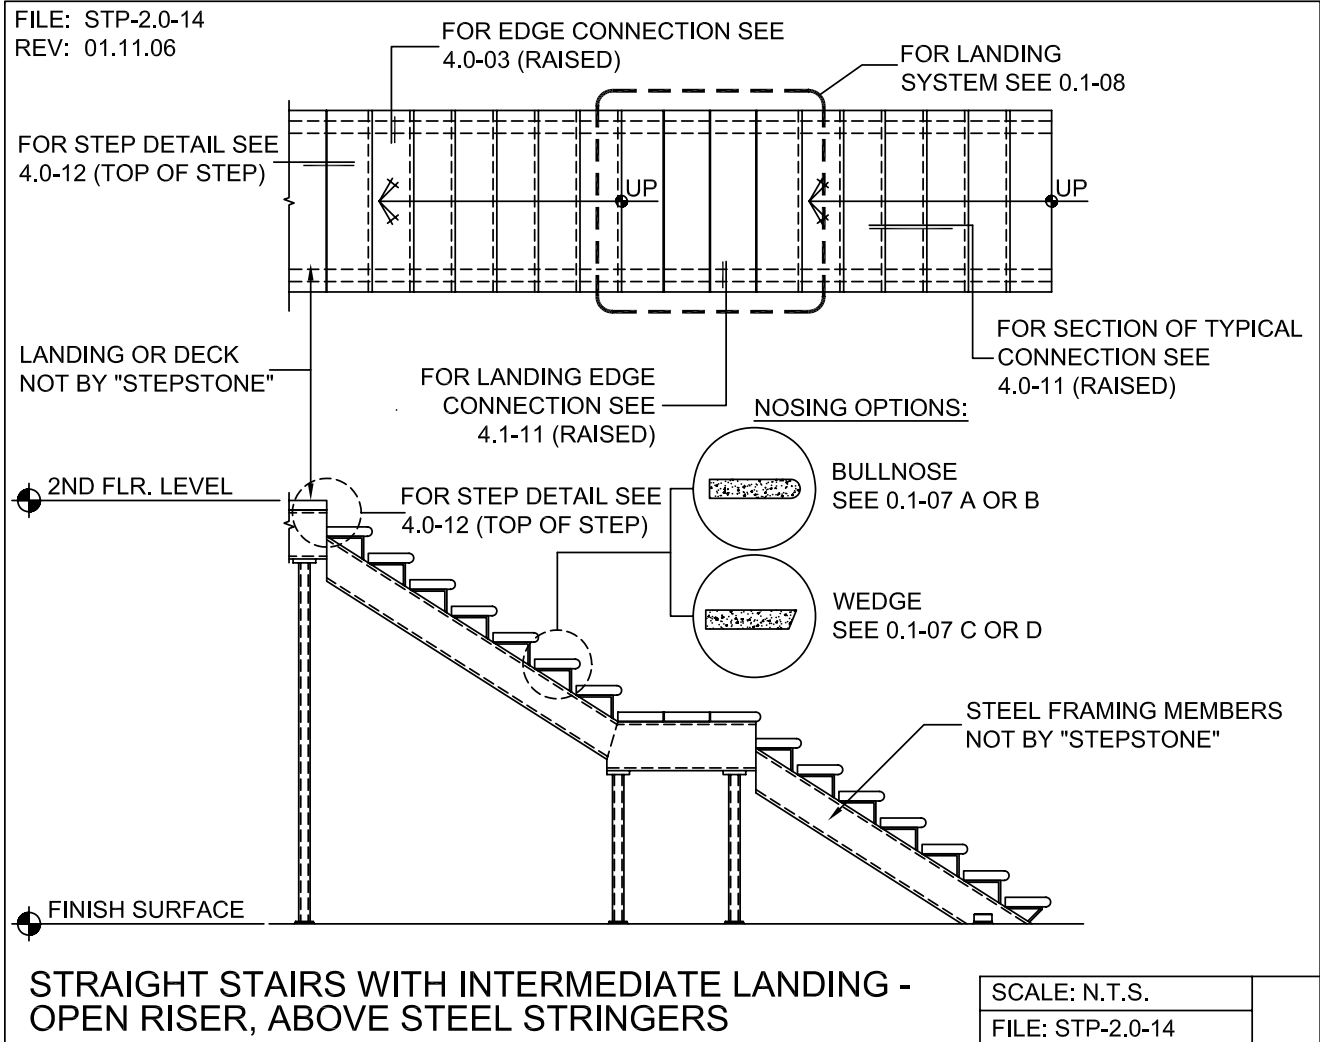 FILE: STP-2.0-14
REV: 01.11.06
FOR EDGE CONNECTION SEE
4.0-03 (RAISED)
FOR LANDING
SYSTEM SEE 0.1-08
FOR STEP DETAIL SEE
4.0-12 (TOP OF STEP)
UP
UP
LANDING OR DECK
NOT BY "STEPSTONE"
FOR LANDING EDGE
CONNECTION SEE
4.1-11 (RAISED)
FOR SECTION OF TYPICAL
CONNECTION SEE
4.0-11 (RAISED)
NOSING OPTIONS:
BULLNOSE
SEE 0.1-07 A OR B
2ND FLR. LEVEL
FOR STEP DETAIL SEE
4.0-12 (TOP OF STEP)
WEDGE
SEE 0.1-07 C OR D
STEEL FRAMING MEMBERS
NOT BY "STEPSTONE"
FINISH SURFACE
STRAIGHT STAIRS WITH INTERMEDIATE LANDING -
OPEN RISER, ABOVE STEEL STRINGERS
SCALE: N.T.S.
FILE: STP-2.0-14